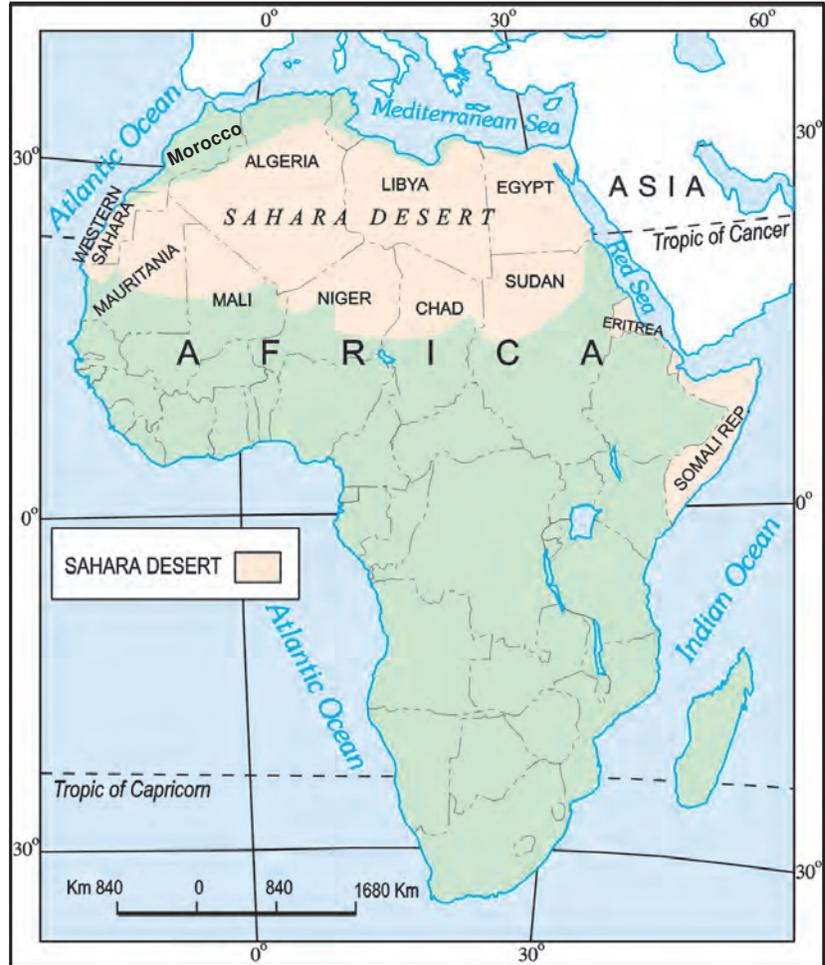 0° 30° 60°
Atlantic Ocean
Mediterranean Sea
30° 30°
Morocco
ALGERIA
LIBYA
EGYPT
ASIA
WESTERN
SAHARA
SAHARA DESERT
Tropic of Cancer
Red Sea
MAURITANIA
MALI
NIGER
CHAD
SUDAN
ERITREA
AFRICA
SOMALI REP.
0° 0°
SAHARA DESERT
Atlantic Ocean
Indian Ocean
Tropic of Capricorn
30° 30°
Km 840 0 840 1680 Km
0° 30°